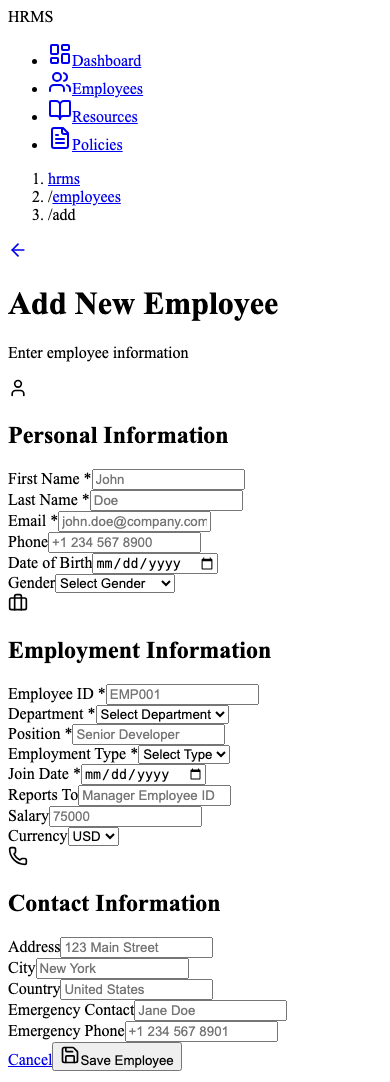 HRMS
Dashboard
Employees
Resources
Policies
1. hrms
2. /employees
3. /add
Add New Employee
Enter employee information
Personal Information
First Name * John
Last Name * Doe
Email * john.doe@company.com
Phone +1 234 567 8900
Date of Birth mm/dd/yyyy
Gender Select Gender
Employment Information
Employee ID * EMP001
Department * Select Department
Position * Senior Developer
Employment Type * Select Type
Join Date * mm/dd/yyyy
Reports To Manager Employee ID
Salary 75000
Currency USD
Contact Information
Address 123 Main Street
City New York
Country United States
Emergency Contact Jane Doe
Emergency Phone +1 234 567 8901
Cancel Save Employee